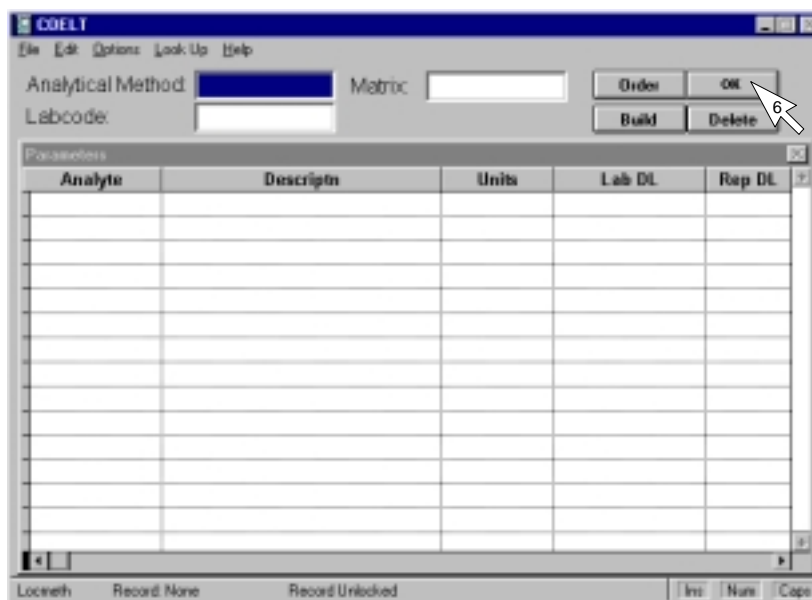 COELT
File Edit Options Look Up Help
Analytical Method: Matrix: Order OK
6
Labcode: Build Delete
Parameters
Analyte Descriptn Units Lab DL Rep DL
Locmeth Record: None Record Unlocked Ins Num Caps